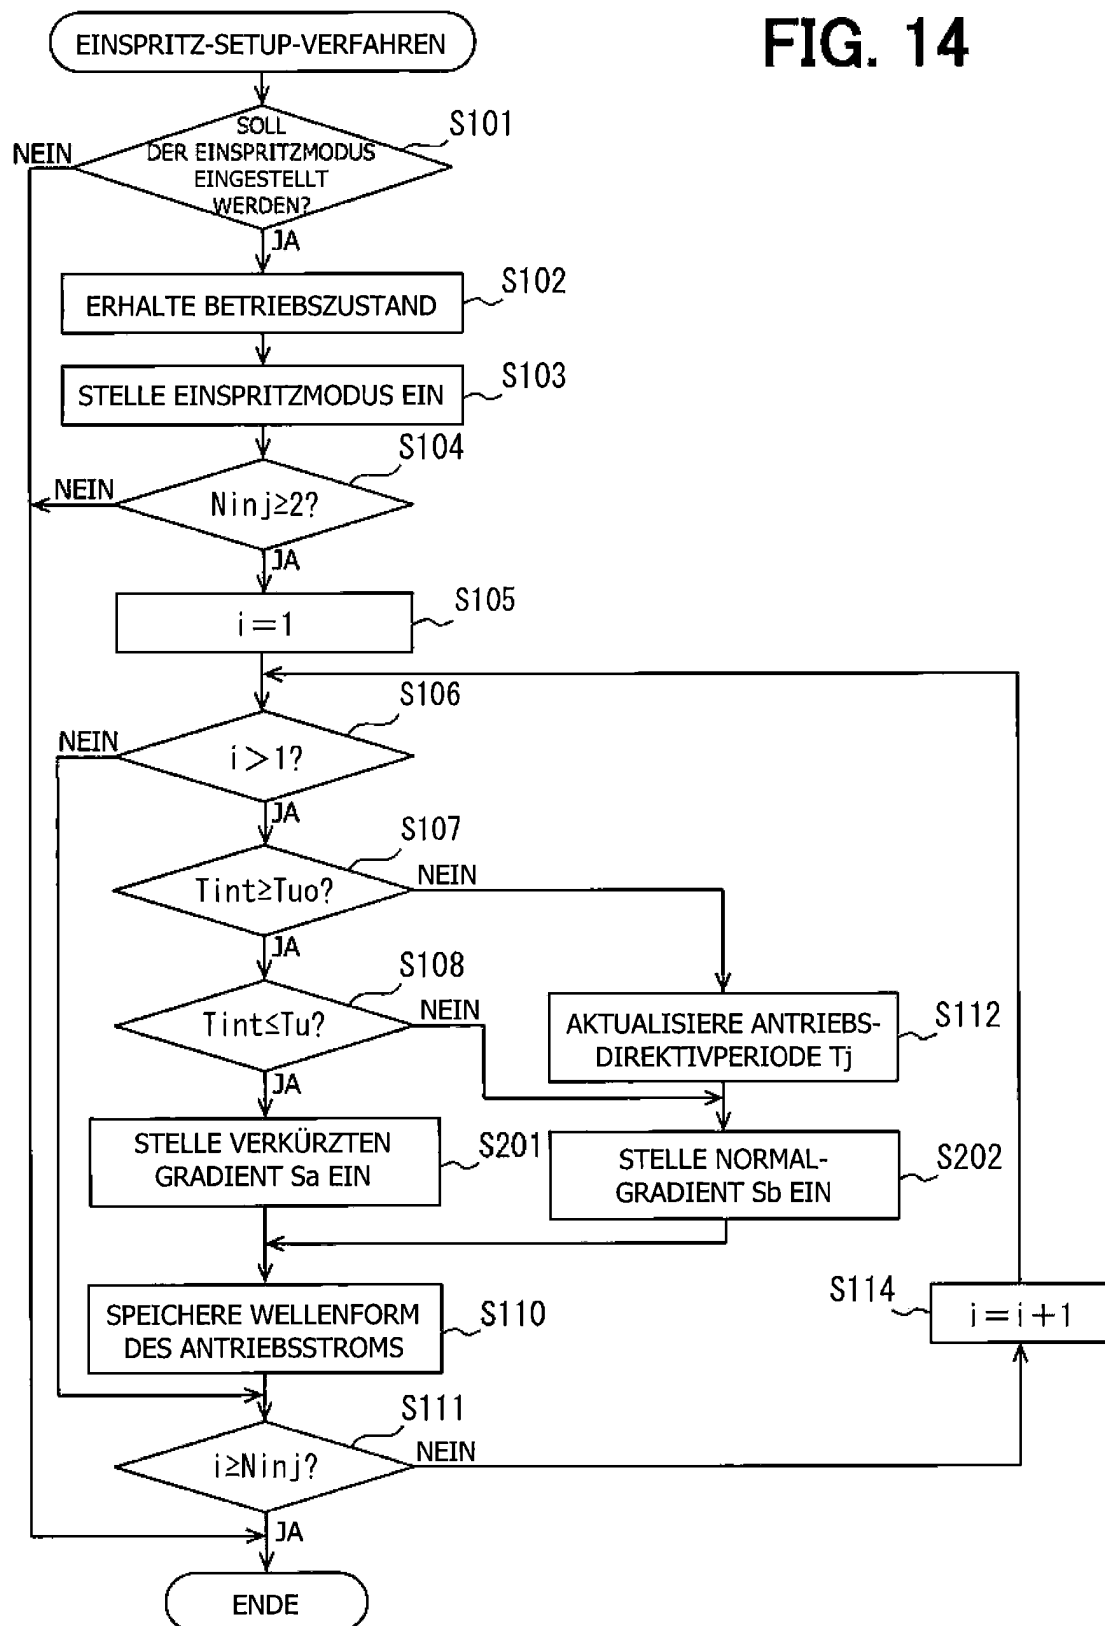 FIG. 14
EINSPRITZ-SETUP-VERFAHREN
S101
SOLL
DER EINSPRITZMODUS
EINGESTELLT
WERDEN?
NEIN
JA
S102
ERHALTE BETRIEBSZUSTAND
S103
STELLE EINSPRITZMODUS EIN
S104
NEIN
Ninj≥2?
JA
S105
i=1
S106
NEIN
i>1?
JA
S107
Tint≥Tuo?
NEIN
JA
S108
Tint≤Tu?
NEIN
JA
S112
AKTUALISIERE ANTRIEBS-
DIREKTIVPERIODE Tj
S201
STELLE VERKÜRZTEN
GRADIENT Sa EIN
S202
STELLE NORMAL-
GRADIENT Sb EIN
S110
SPEICHERE WELLENFORM
DES ANTRIEBSSTROMS
S114
i=i+1
S111
i≥Ninj?
NEIN
JA
ENDE